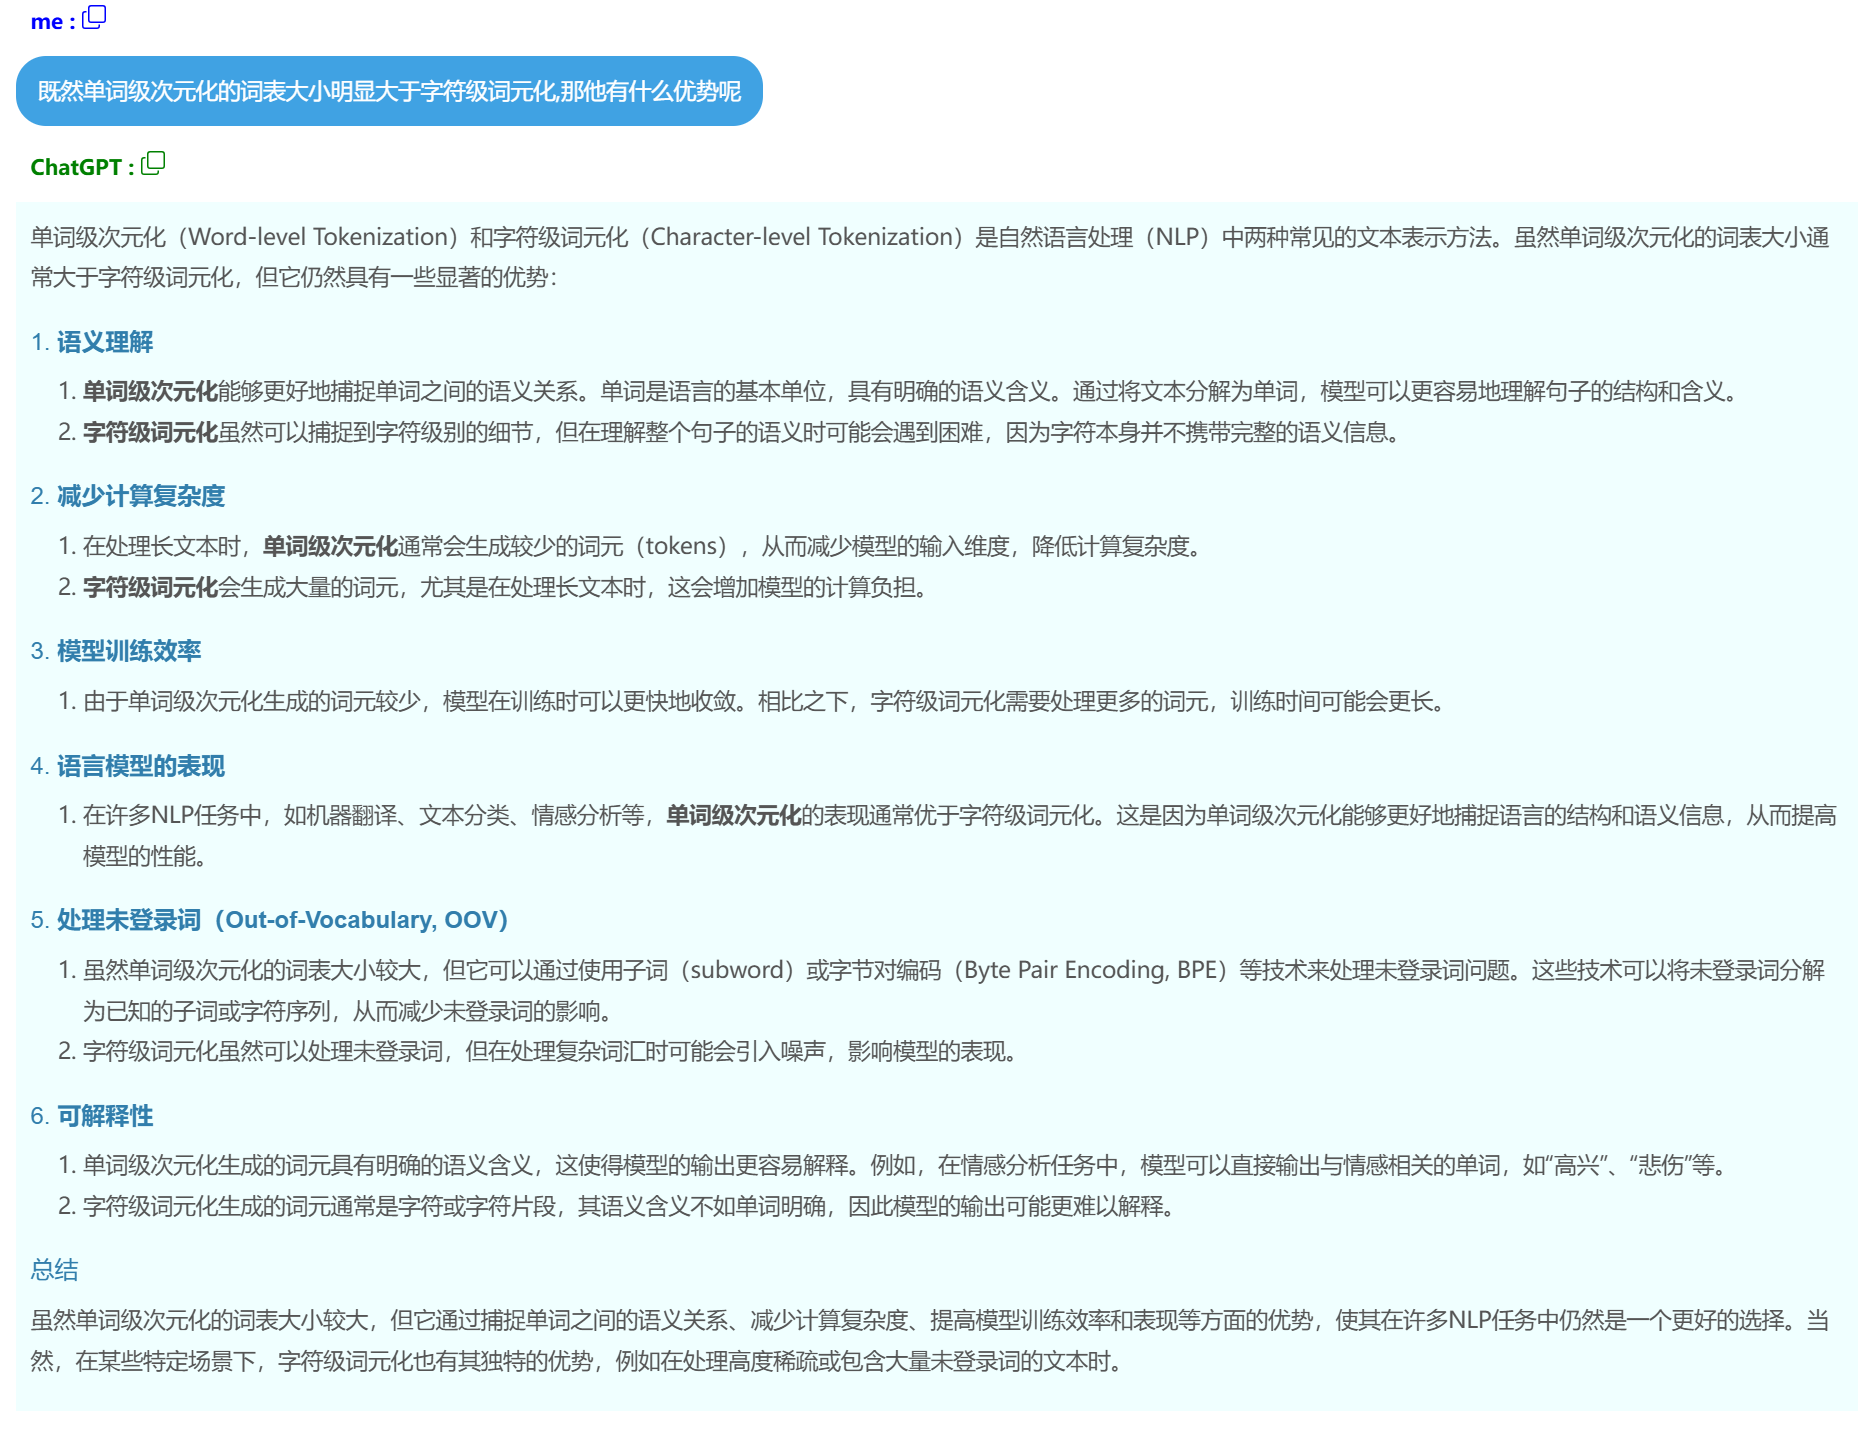 me :
既然单词级次元化的词表大小明显大于字符级词元化,那他有什么优势呢
ChatGPT :
单词级次元化（Word-level Tokenization）和字符级词元化（Character-level Tokenization）是自然语言处理（NLP）中两种常见的文本表示方法。虽然单词级次元化的词表大小通
常大于字符级词元化，但它仍然具有一些显著的优势：
1. 语义理解
1. 单词级次元化能够更好地捕捉单词之间的语义关系。单词是语言的基本单位，具有明确的语义含义。通过将文本分解为单词，模型可以更容易地理解句子的结构和含义。
2. 字符级词元化虽然可以捕捉到字符级别的细节，但在理解整个句子的语义时可能会遇到困难，因为字符本身并不携带完整的语义信息。
2. 减少计算复杂度
1. 在处理长文本时，单词级次元化通常会生成较少的词元（tokens），从而减少模型的输入维度，降低计算复杂度。
2. 字符级词元化会生成大量的词元，尤其是在处理长文本时，这会增加模型的计算负担。
3. 模型训练效率
1. 由于单词级次元化生成的词元较少，模型在训练时可以更快地收敛。相比之下，字符级词元化需要处理更多的词元，训练时间可能会更长。
4. 语言模型的表现
1. 在许多NLP任务中，如机器翻译、文本分类、情感分析等，单词级次元化的表现通常优于字符级词元化。这是因为单词级次元化能够更好地捕捉语言的结构和语义信息，从而提高
模型的性能。
5. 处理未登录词（Out-of-Vocabulary, OOV）
1. 虽然单词级次元化的词表大小较大，但它可以通过使用子词（subword）或字节对编码（Byte Pair Encoding, BPE）等技术来处理未登录词问题。这些技术可以将未登录词分解
为已知的子词或字符序列，从而减少未登录词的影响。
2. 字符级词元化虽然可以处理未登录词，但在处理复杂词汇时可能会引入噪声，影响模型的表现。
6. 可解释性
1. 单词级次元化生成的词元具有明确的语义含义，这使得模型的输出更容易解释。例如，在情感分析任务中，模型可以直接输出与情感相关的单词，如“高兴”、“悲伤”等。
2. 字符级词元化生成的词元通常是字符或字符片段，其语义含义不如单词明确，因此模型的输出可能更难以解释。
总结
虽然单词级次元化的词表大小较大，但它通过捕捉单词之间的语义关系、减少计算复杂度、提高模型训练效率和表现等方面的优势，使其在许多NLP任务中仍然是一个更好的选择。当
然，在某些特定场景下，字符级词元化也有其独特的优势，例如在处理高度稀疏或包含大量未登录词的文本时。